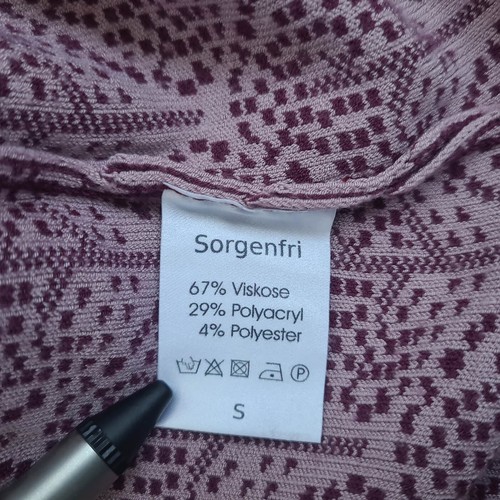 Sorgenfri
67% Viskose
29% Polyacryl
4% Polyester
P
S